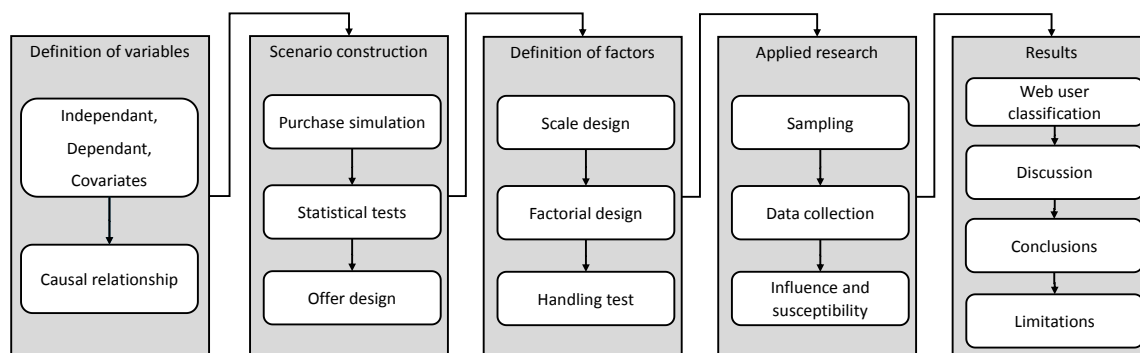 Definition of variables
Independant,
Dependant,
Covariates
Causal relationship
Scenario construction
Purchase simulation
Statistical tests
Offer design
Definition of factors
Scale design
Factorial design
Handling test
Applied research
Sampling
Data collection
Influence and
susceptibility
Results
Web user
classification
Discussion
Conclusions
Limitations